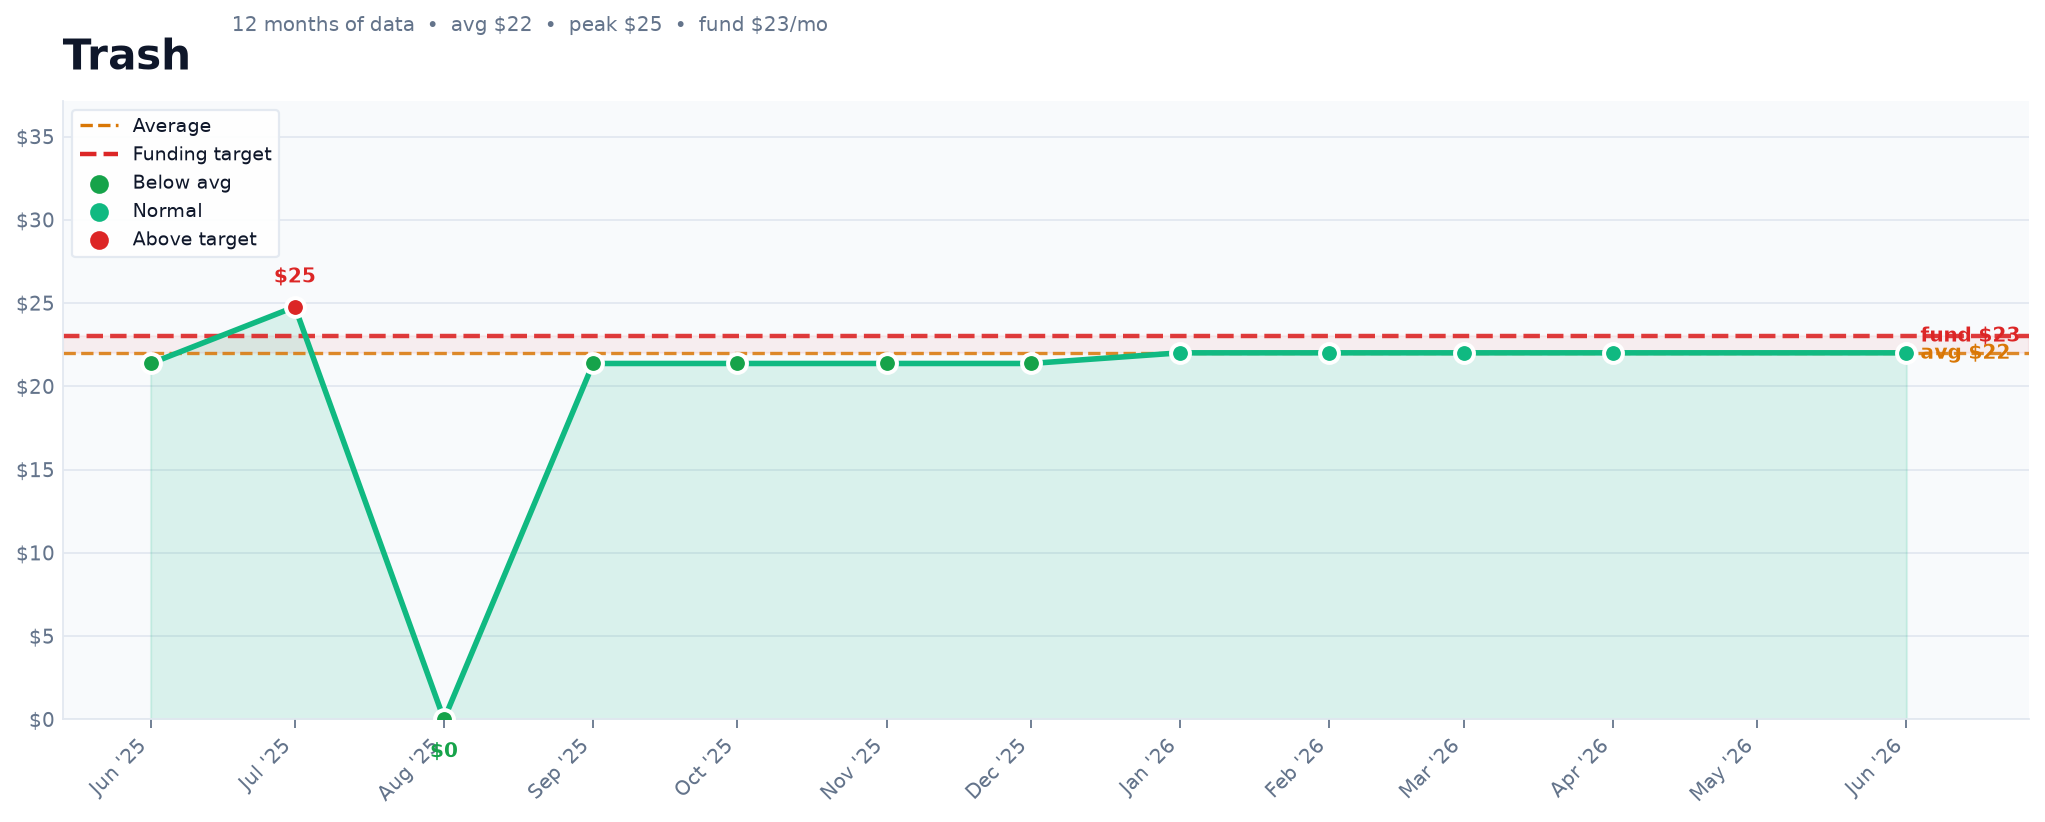 12 months of data • avg $22 • peak $25 • fund $23/mo
Trash
Average
Funding target
Below avg
Normal
Above target
$35
$30
$25
$20
$15
$10
$5
$0
$25
$0
fund $23
avg $22
Jun '25
Jul '25
Aug '25
Sep '25
Oct '25
Nov '25
Dec '25
Jan '26
Feb '26
Mar '26
Apr '26
May '26
Jun '26